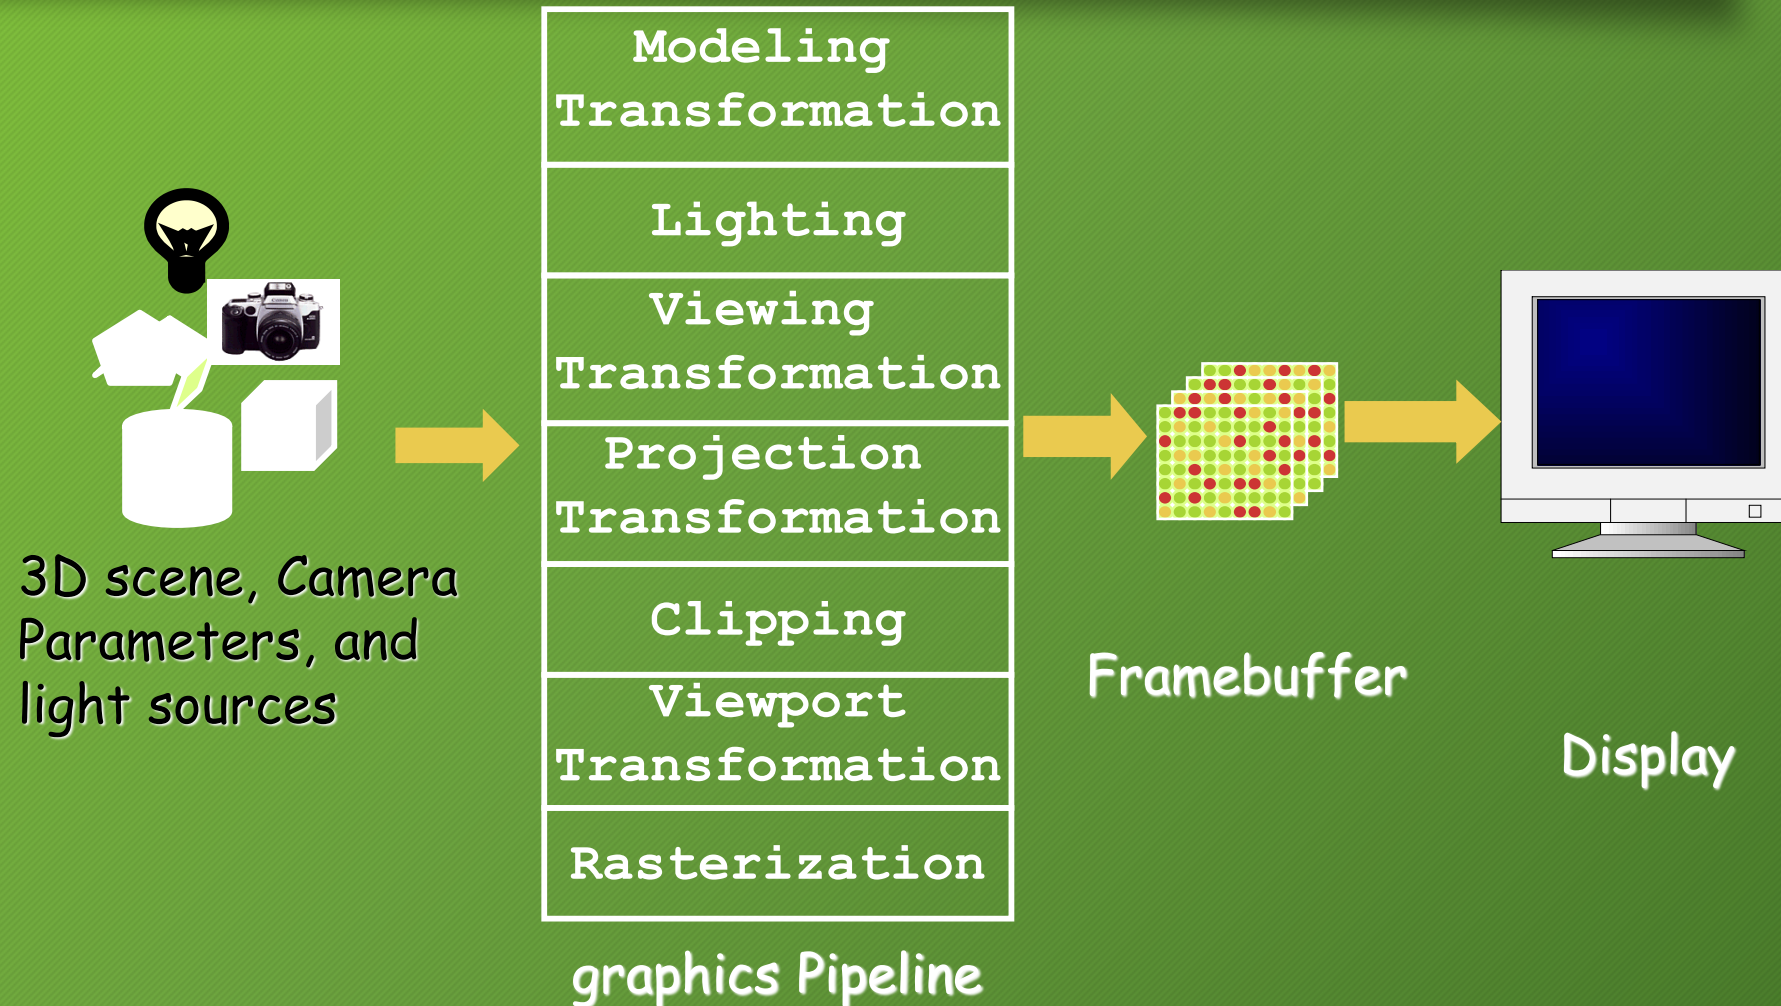 Modeling
Transformation
Lighting
Viewing
Transformation
Projection
Transformation
Clipping
Viewport
Transformation
Rasterization
graphics Pipeline
3D scene, Camera
Parameters, and
light sources
Framebuffer
Display